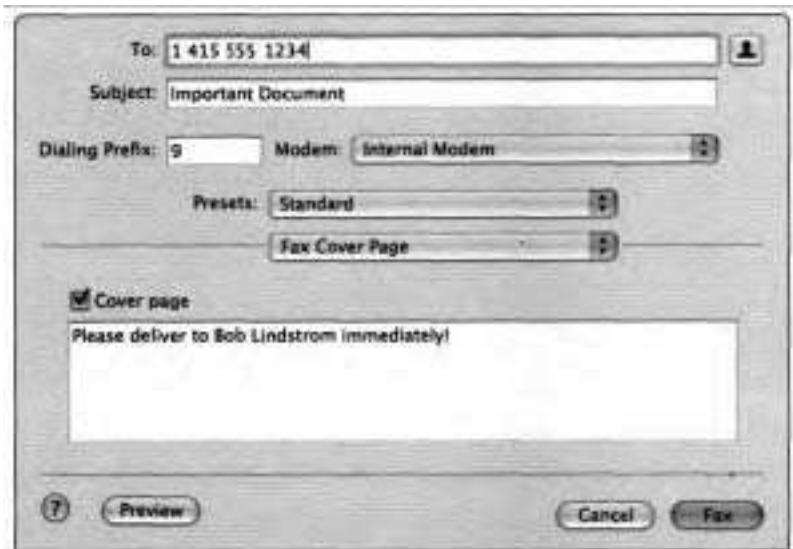 To: 1 415 555 1234
Subject: Important Document
Dialing Prefix: 9 Modem: Internal Modem
Presets: Standard
Fax Cover Page
Cover page
Please deliver to Bob Lindstrom immediately!
? Preview Cancel Fax